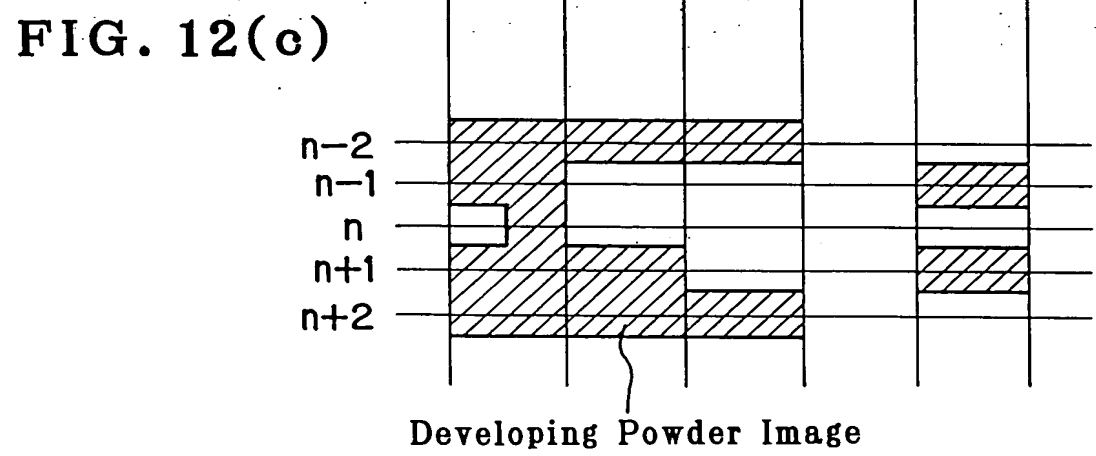 FIG. 12(c)
n-2
n-1
n
n+1
n+2
Developing Powder Image